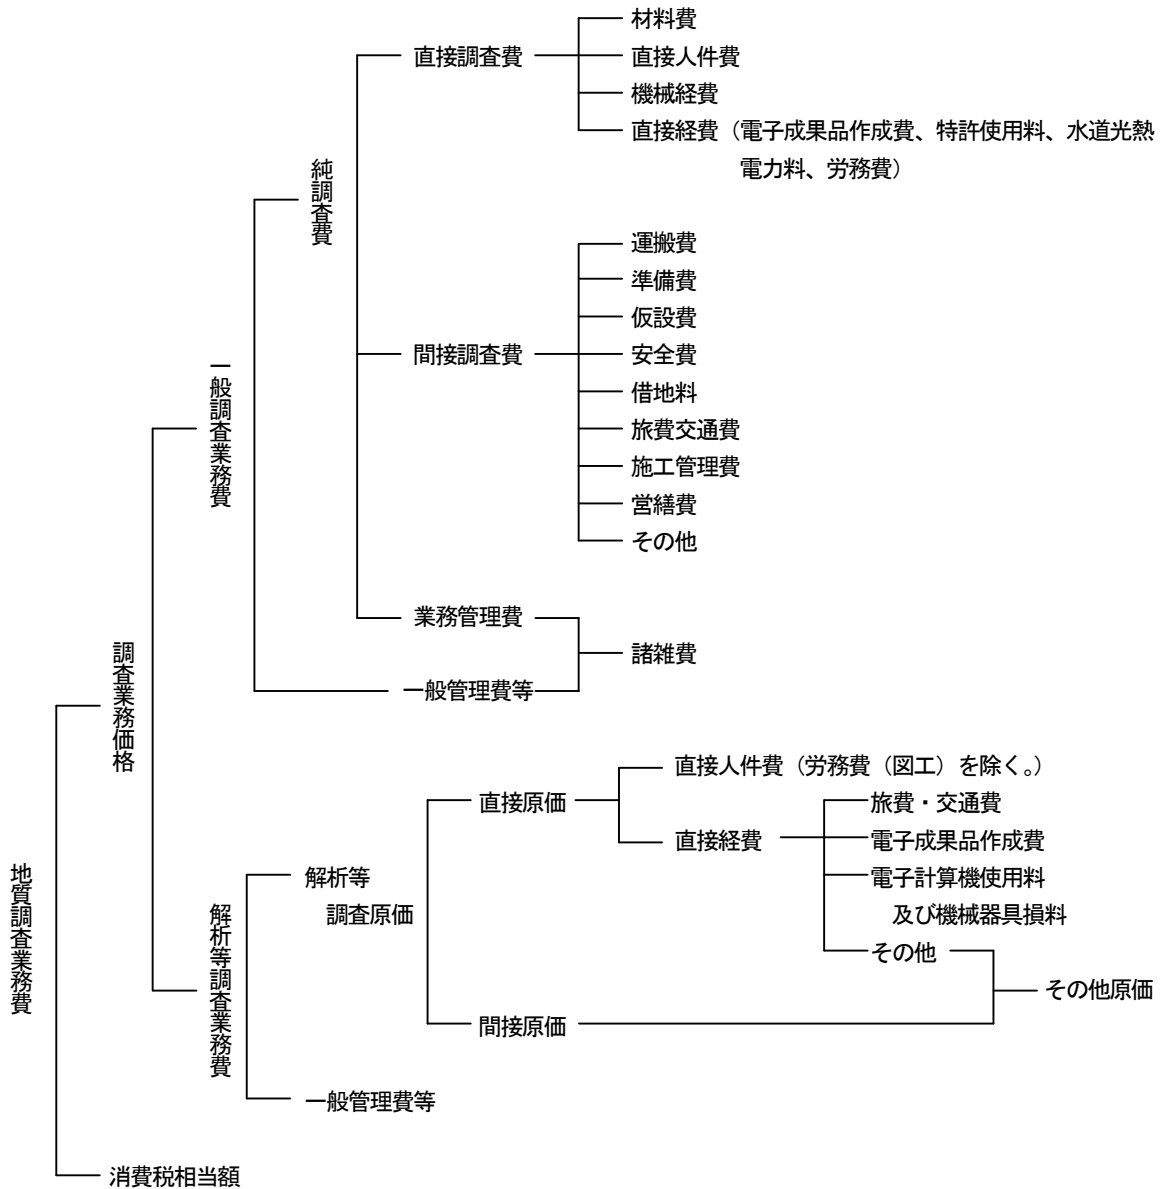 地質調査業務費
調査業務価格
一般調査業務費
純調査費
直接調査費
材料費
直接人件費
機械経費
直接経費（電子成果品作成費、特許使用料、水道光熱
電力料、労務費）
間接調査費
運搬費
準備費
仮設費
安全費
借地料
旅費交通費
施工管理費
営繕費
その他
業務管理費
一般管理費等
諸雑費
解析等調査業務費
解析等
調査原価
直接原価
直接人件費（労務費（図工）を除く。）
直接経費
旅費・交通費
電子成果品作成費
電子計算機使用料
及び機械器具損料
その他
間接原価
その他原価
一般管理費等
消費税相当額